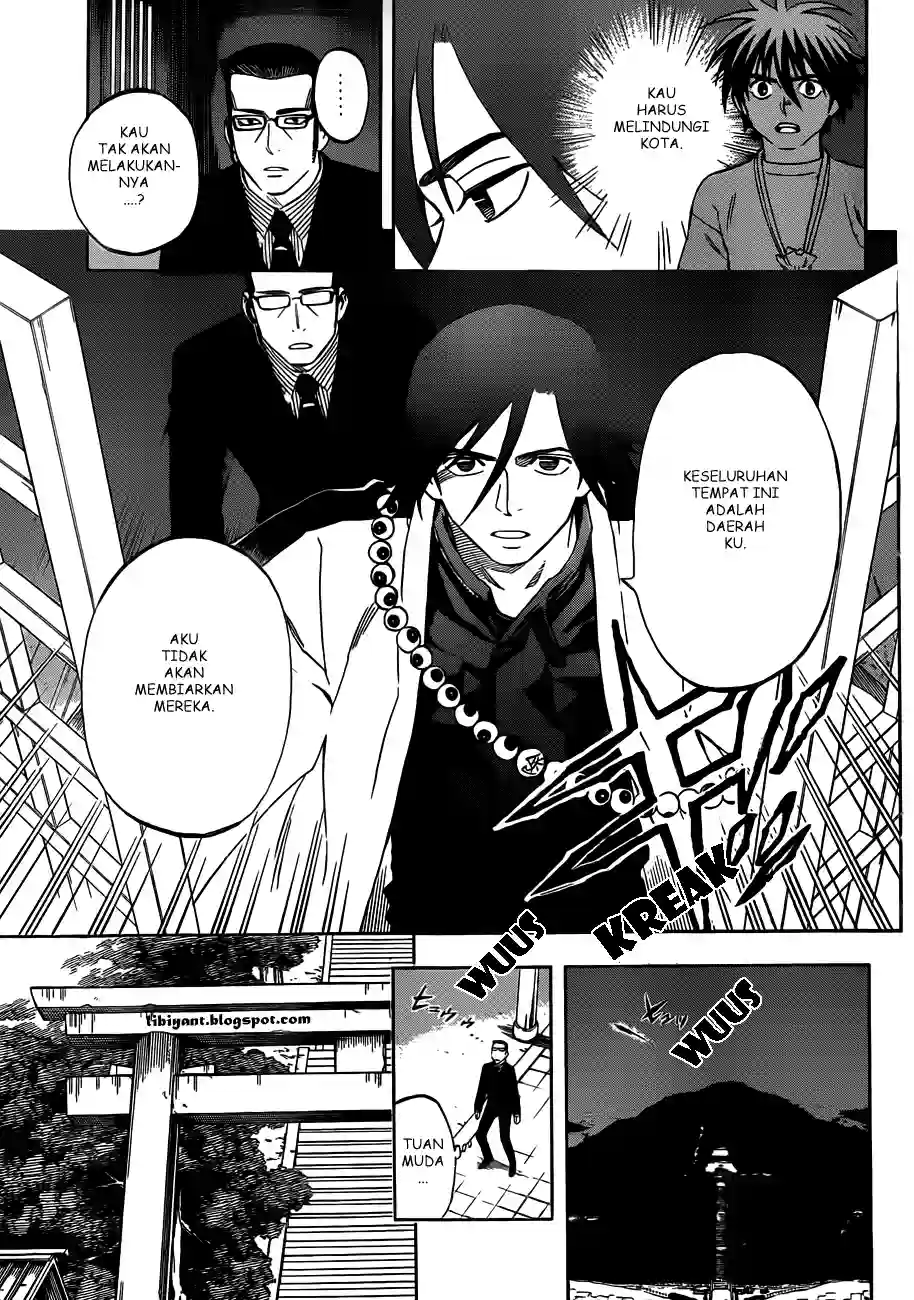 KAU
HARUS
MELINDUNGI
KOTA.
......
KAU
TAK AKAN
MELAKUKAN-
NYA
.....?
KESELURUHAN
TEMPAT INI
ADALAH
DAERAH
KU.
AKU
TIDAK
AKAN
MEMBIARKAN
MEREKA.
KREAK
WUUS
WUUS
TUAN
MUDA
...
libiyant.blogspot.com